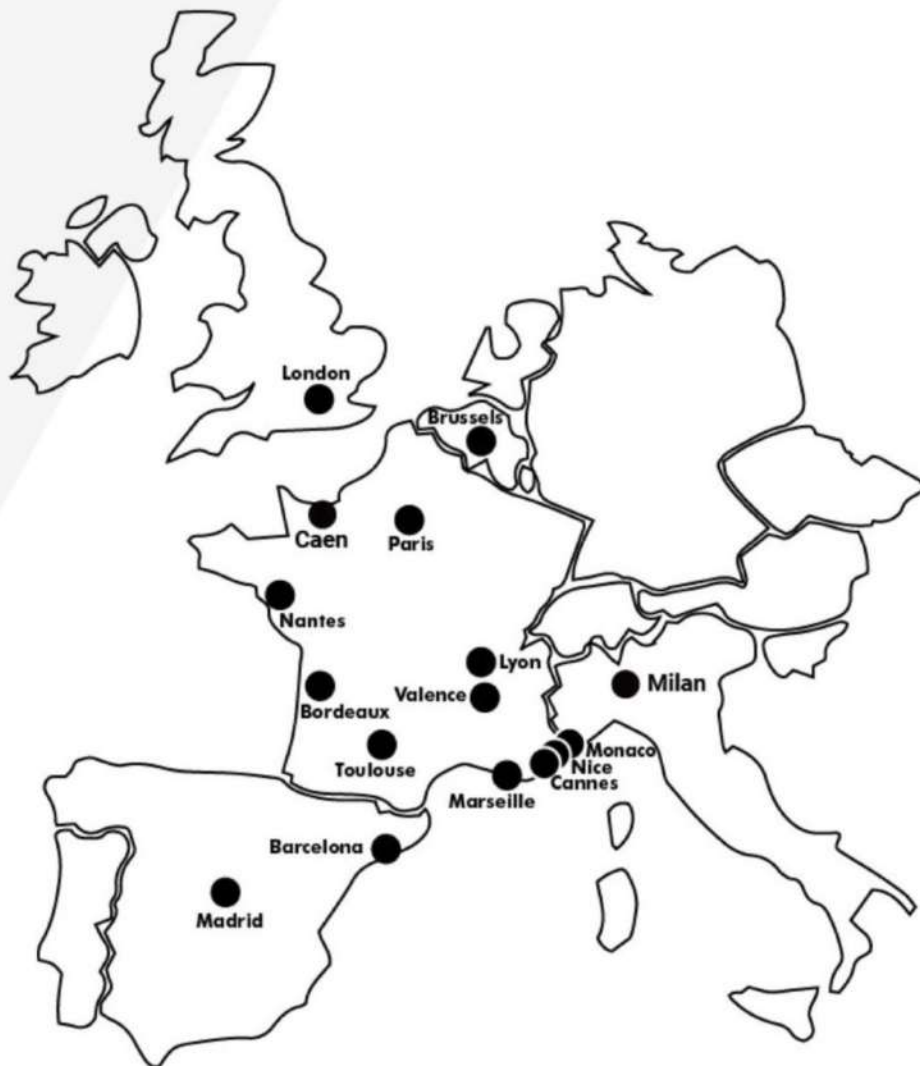 London
Brussels
Caen
Paris
Nantes
Lyon
Milan
Valence
Bordeaux
Monaco
Toulouse
Nice
Cannes
Marseille
Barcelona
Madrid